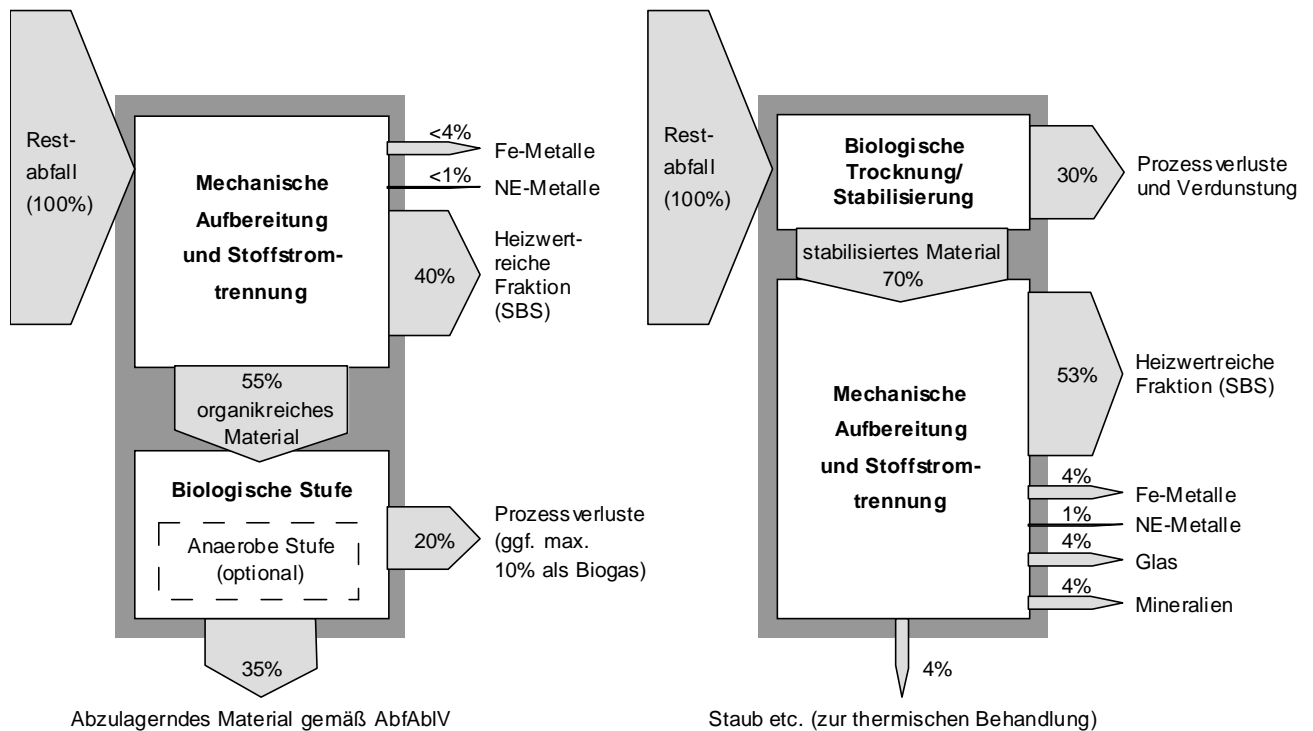 Rest-
abfall
(100%)
Mechanische
Aufbereitung
und Stoffstrom-
trennung
<4%
Fe-Metalle
<1%
NE-Metalle
40%
Heizwert-
reiche
Fraktion
(SBS)
55%
organikreiches
Material
Biologische Stufe
Anaerobe Stufe
(optional)
20%
Prozessverluste
(ggf. max.
10% als Biogas)
35%
Abzulagerndes Material gemäß AbfAblV
Rest-
abfall
(100%)
Biologische
Trocknung/
Stabilisierung
30%
Prozessverluste
und Verdunstung
stabilisiertes Material
70%
Mechanische
Aufbereitung
und Stoffstrom-
trennung
53%
Heizwertreiche
Fraktion (SBS)
4%
Fe-Metalle
1%
NE-Metalle
4%
Glas
4%
Mineralien
4%
Staub etc. (zur thermischen Behandlung)